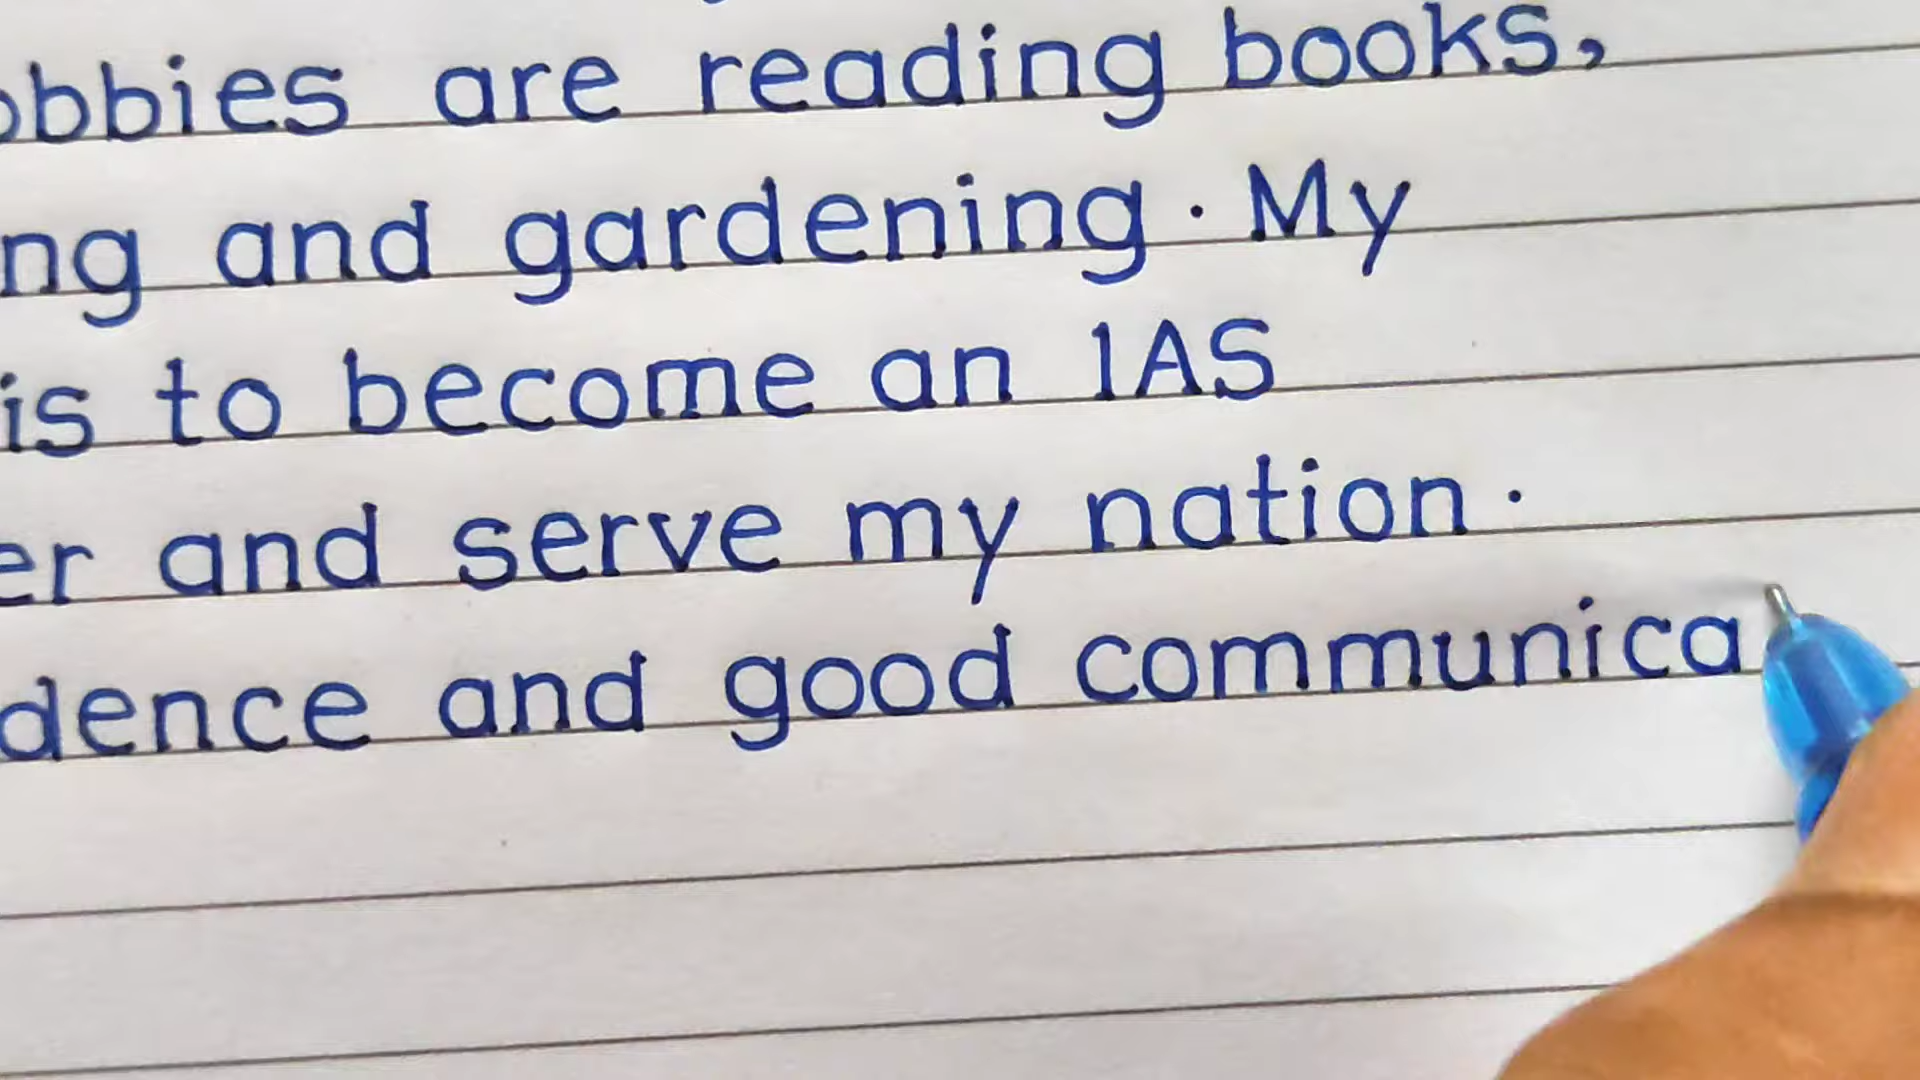 obbies are reading books,
ng and gardening. My
is to become an IAS
er and serve my nation.
dence and good communica